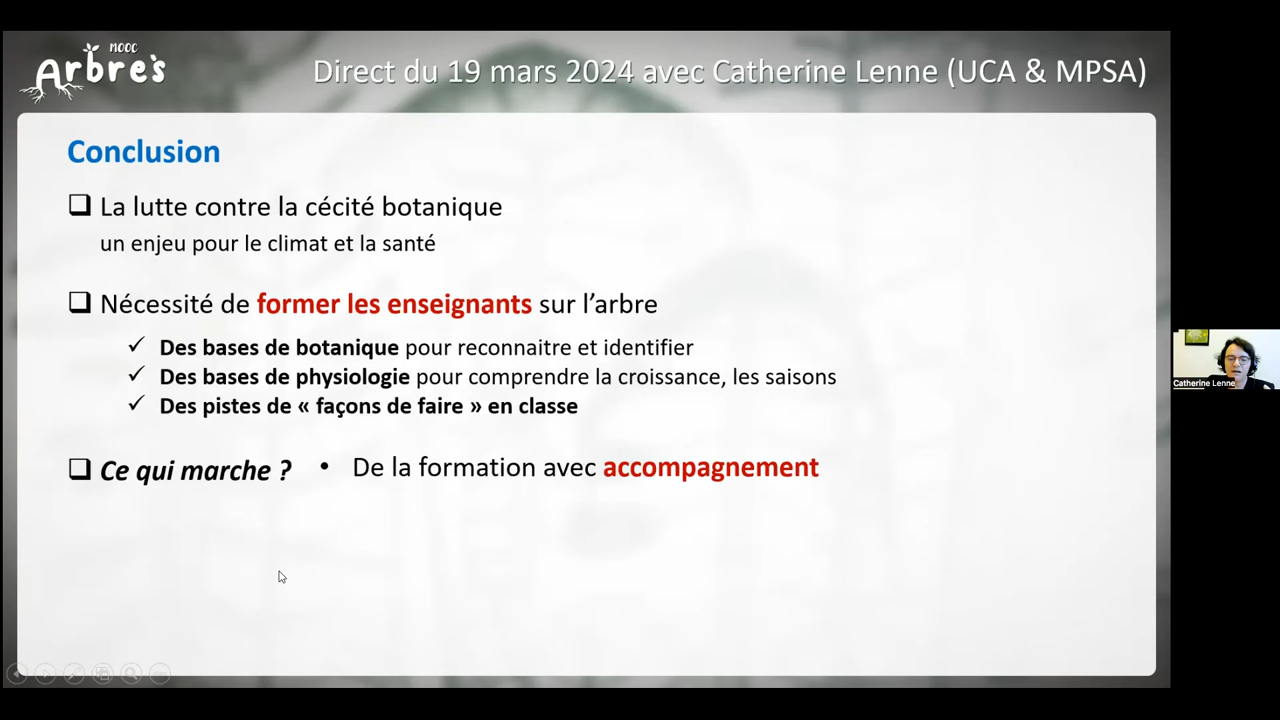 MOOC
Arbre's
Direct du 19 mars 2024 avec Catherine Lenne (UCA & MPSA)
Conclusion
La lutte contre la cécité botanique
un enjeu pour le climat et la santé
Nécessité de former les enseignants sur l'arbre
Des bases de botanique pour reconnaitre et identifier
Des bases de physiologie pour comprendre la croissance, les saisons
Des pistes de « façons de faire » en classe
Ce qui marche ? • De la formation avec accompagnement
Catherine Lenne